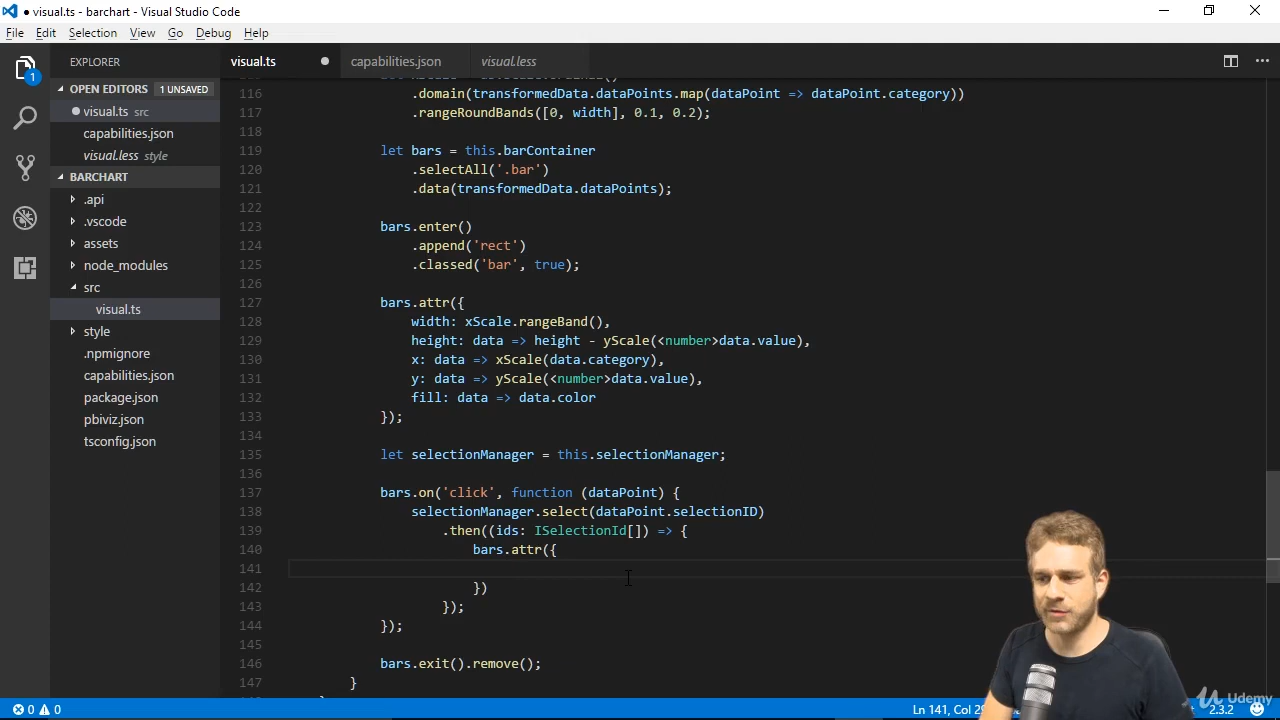 visual.ts - barchart - Visual Studio Code
File Edit Selection View Go Debug Help
EXPLORER
visual.ts
capabilities.json
visual.less
OPEN EDITORS 1 UNSAVED
visual.ts src
capabilities.json
visual.less style
BARCHART
.api
.vscode
assets
node_modules
src
visual.ts
style
.npmignore
capabilities.json
package.json
pbiviz.json
tsconfig.json
1
116 .domain(transformedData.dataPoints.map(dataPoint => dataPoint.category))
117 .rangeRoundBands([0, width], 0.1, 0.2);
118
119 let bars = this.barContainer
120 .selectAll('.bar')
121 .data(transformedData.dataPoints);
122
123 bars.enter()
124 .append('rect')
125 .classed('bar', true);
126
127 bars.attr({
128 width: xScale.rangeBand(),
129 height: data => height - yScale(<number>data.value),
130 x: data => xScale(data.category),
131 y: data => yScale(<number>data.value),
132 fill: data => data.color
133 });
134
135 let selectionManager = this.selectionManager;
136
137 bars.on('click', function (dataPoint) {
138 selectionManager.select(dataPoint.selectionID)
139 .then((ids: ISelectionId[]) => {
140 bars.attr({
141
142 })
143 });
144 });
145
146 bars.exit().remove();
147 }
0 0
Ln 141, Col 29
2.3.2
Udemy